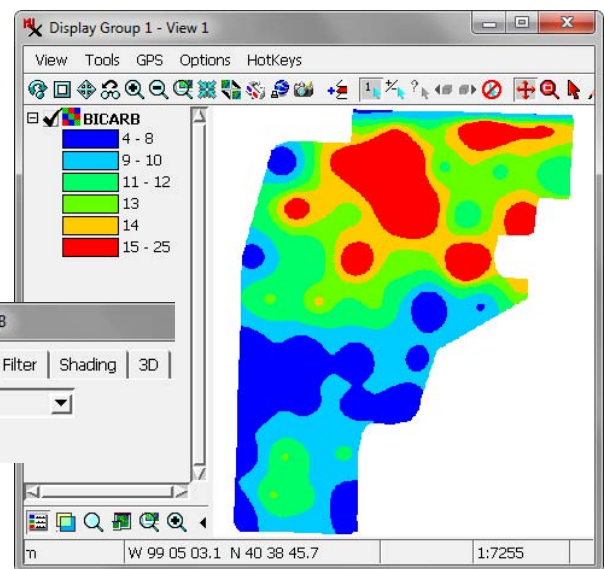 Display Group 1 - View 1
View Tools GPS Options HotKeys
BICARB
4 - 8
9 - 10
11 - 12
13
14
15 - 25
Filter Shading 3D
W 99 05 03.1 N 40 38 45.7 1:7255